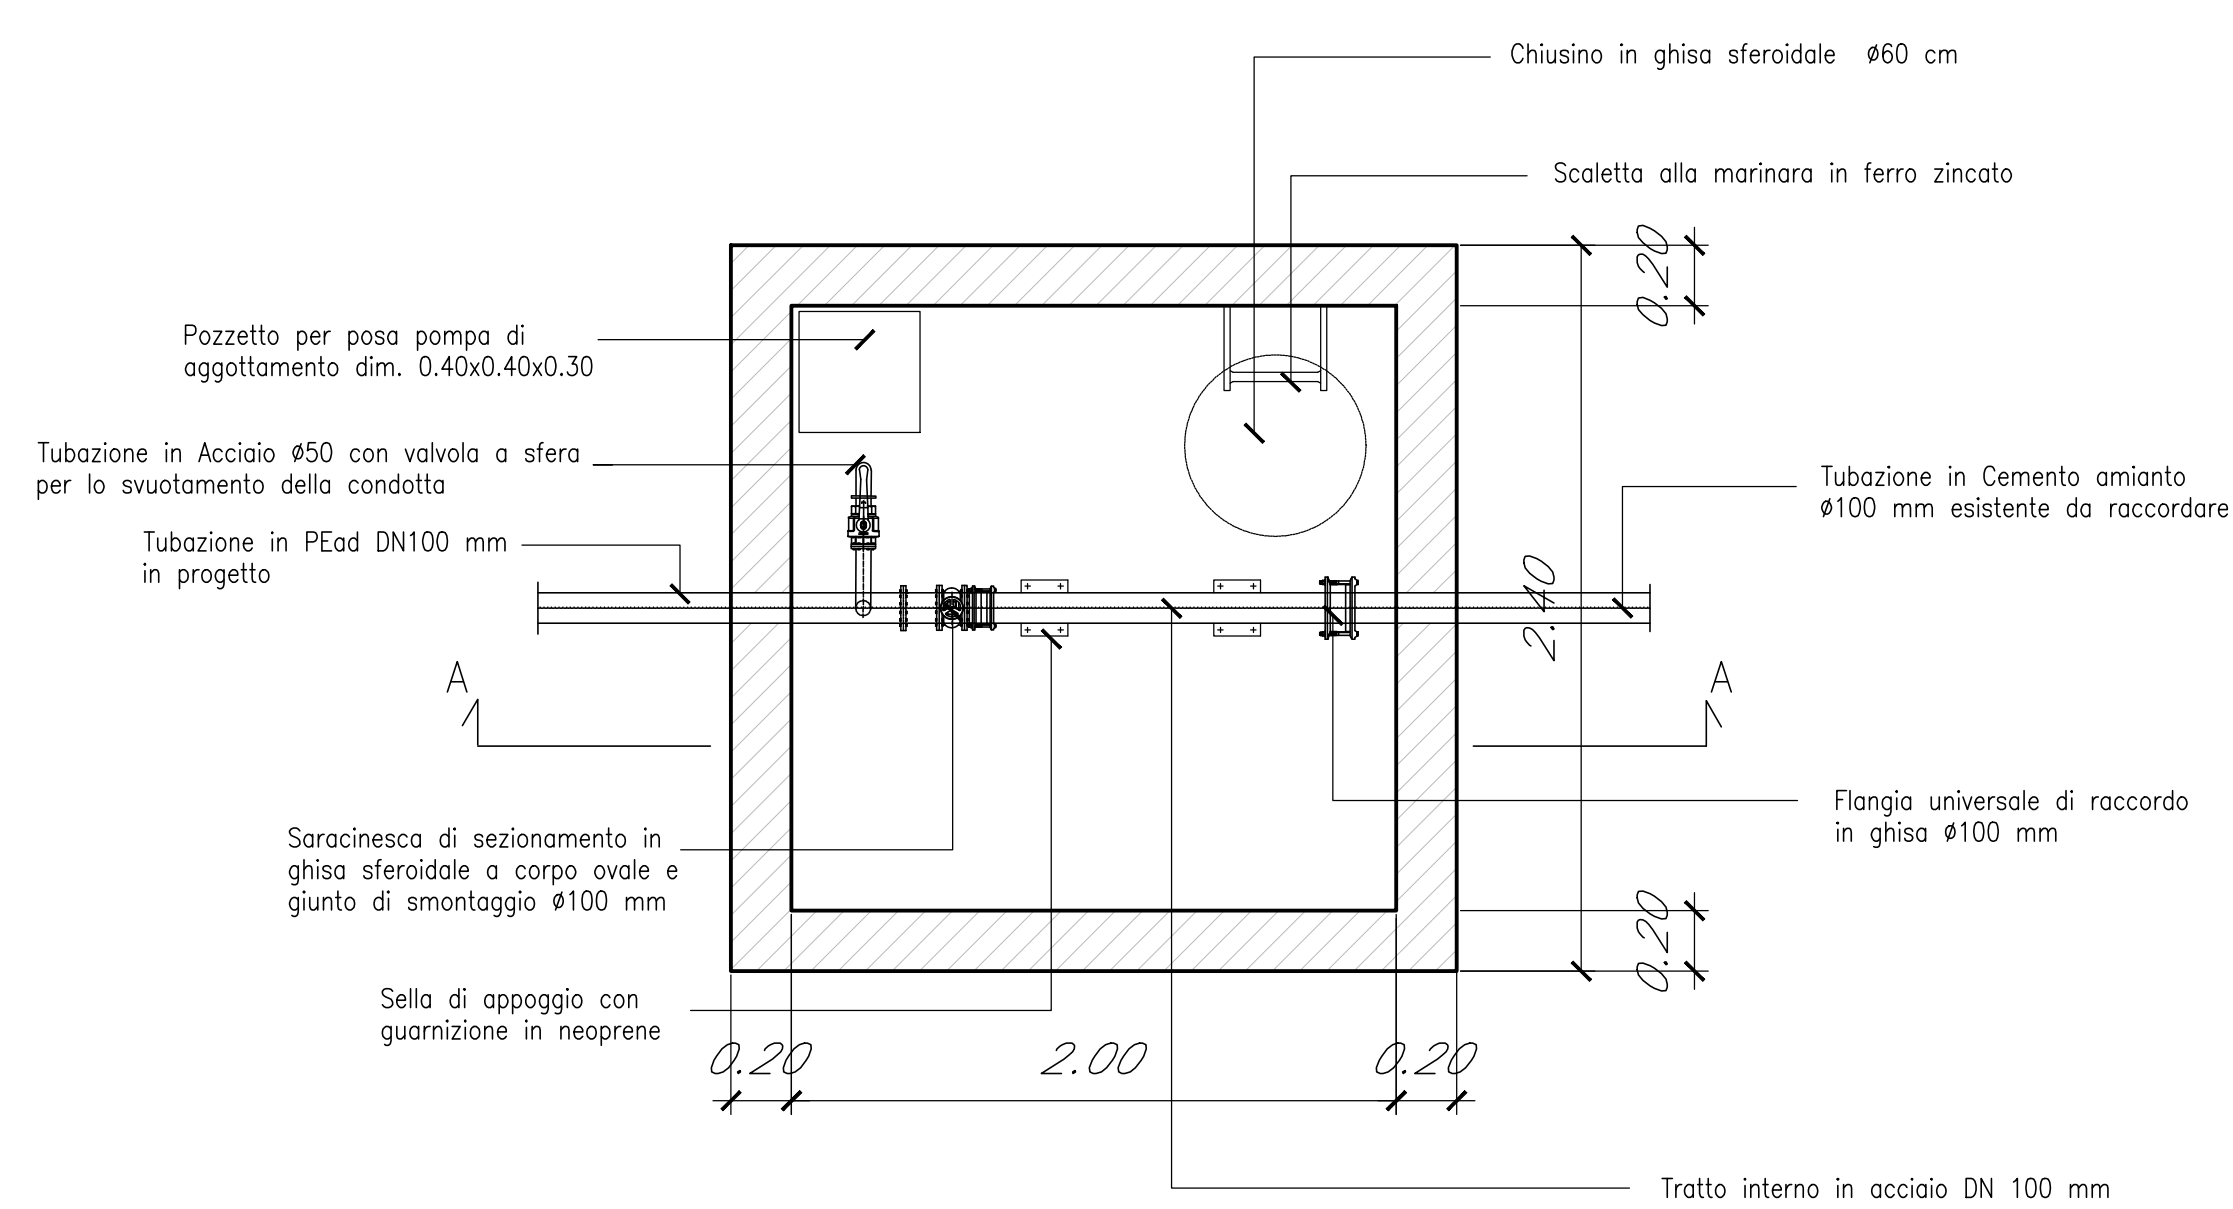 Chiusino in ghisa sferoidale Ø60 cm
Scaletta alla marinara in ferro zincato
0.20
Pozzetto per posa pompa di
aggottamento dim. 0.40x0.40x0.30
Tubazione in Acciaio Ø50 con valvola a sfera
per lo svuotamento della condotta
Tubazione in Cemento amianto
Ø100 mm esistente da raccordare
Tubazione in PEad DN100 mm
in progetto
2.40
A
A
Flangia universale di raccordo
in ghisa Ø100 mm
Saracinesca di sezionamento in
ghisa sferoidale a corpo ovale e
giunto di smontaggio Ø100 mm
0.20
Sella di appoggio con
guarnizione in neoprene
0.20
2.00
0.20
Tratto interno in acciaio DN 100 mm